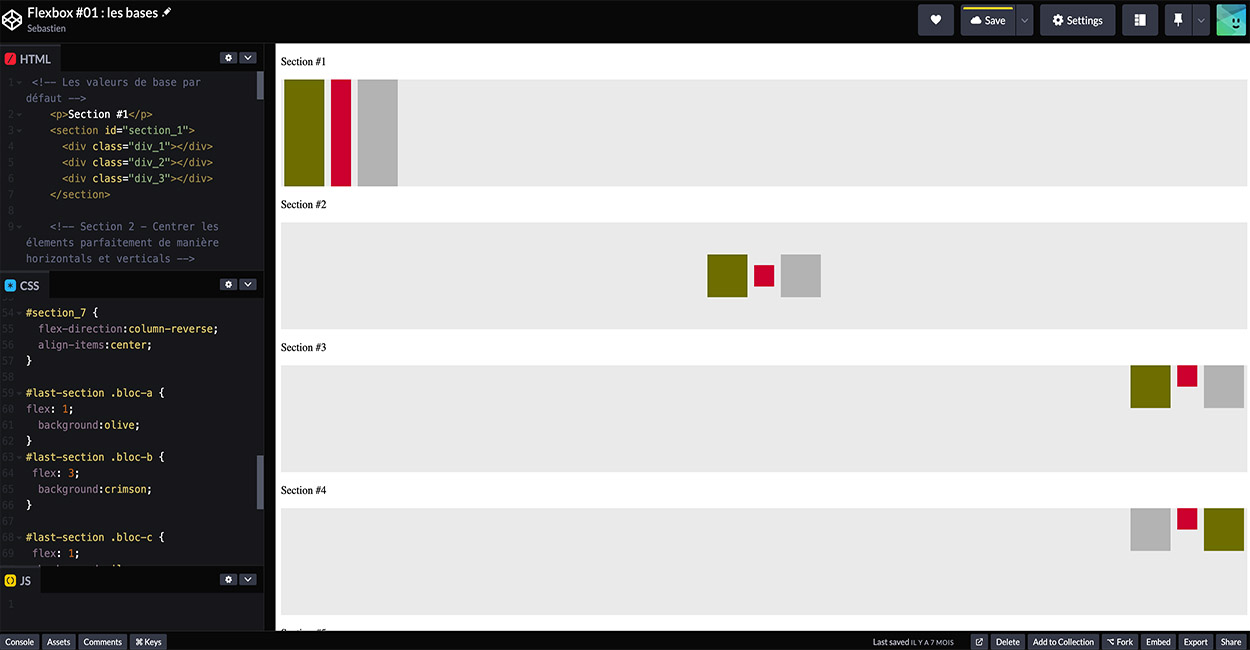 Flexbox #01 : les bases
Sebastien
Save
Settings
HTML
1 <!-- Les valeurs de base par
défaut -->
2 <p>Section #1</p>
3 <section id="section_1">
4 <div class="div_1"></div>
5 <div class="div_2"></div>
6 <div class="div_3"></div>
7 </section>
8
9 <!-- Section 2 - Centrer les
élements parfaitement de manière
horizontals et verticals -->
CSS
54 #section_7 {
55 flex-direction:column-reverse;
56 align-items:center;
57 }
58
59 #last-section .bloc-a {
60 flex: 1;
61 background:olive;
62 }
63 #last-section .bloc-b {
64 flex: 3;
65 background:crimson;
66 }
67
68 #last-section .bloc-c {
69 flex: 1;
JS
1
Section #1
Section #2
Section #3
Section #4
Console
Assets
Comments
⌘ Keys
Last saved IL Y A 7 MOIS
Delete
Add to Collection
⌥ Fork
Embed
Export
Share